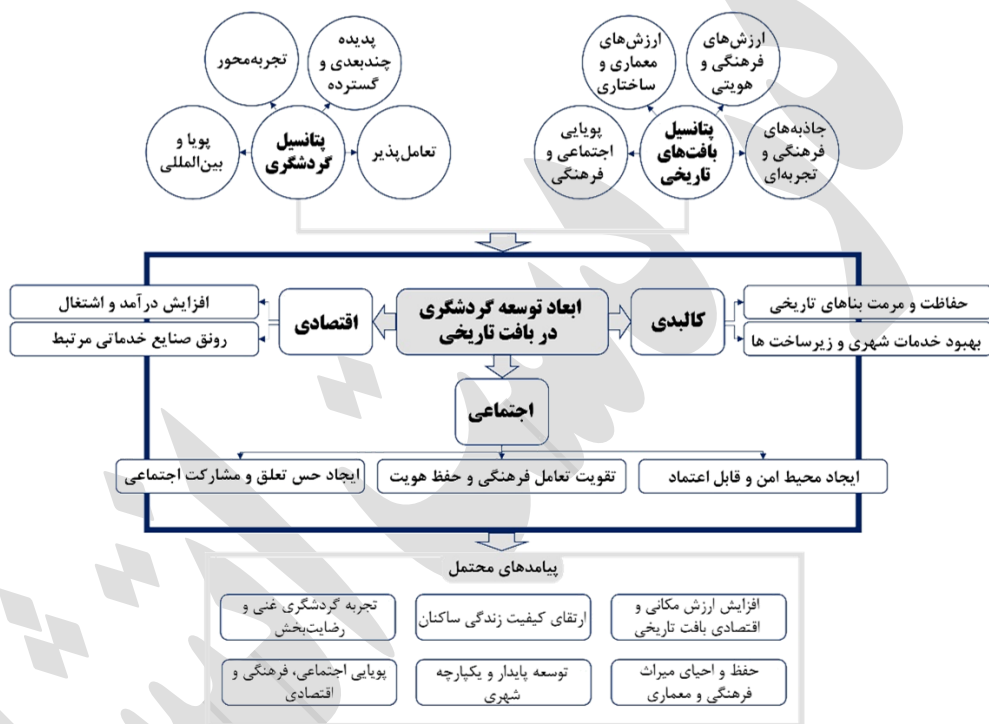 ارزش‌های
فرهنگی و
هویتی
ارزش‌های
معماری و
ساختاری
جاذبه‌های
فرهنگی و
تجربه‌ای
پتانسیل
بافت‌های
تاریخی
پویایی
اجتماعی و
فرهنگی
پدیده
چندبعدی و
گسترده
تجربه‌محور
تعامل‌پذیر
پتانسیل
گردشگری
پویا و
بین‌المللی
ابعاد توسعه گردشگری
در بافت تاریخی
کالبدی
حفاظت و مرمت بناهای تاریخی
بهبود خدمات شهری و زیرساخت ها
اقتصادی
افزایش درآمد و اشتغال
رونق صنایع خدماتی مرتبط
اجتماعی
ایجاد محیط امن و قابل اعتماد
تقویت تعامل فرهنگی و حفظ هویت
ایجاد حس تعلق و مشارکت اجتماعی
پیامدهای محتمل
افزایش ارزش مکانی و
اقتصادی بافت تاریخی
ارتقای کیفیت زندگی ساکنان
تجربه گردشگری غنی و
رضایت‌بخش
حفظ و احیای میراث
فرهنگی و معماری
توسعه پایدار و یکپارچه
شهری
پویایی اجتماعی، فرهنگی و
اقتصادی